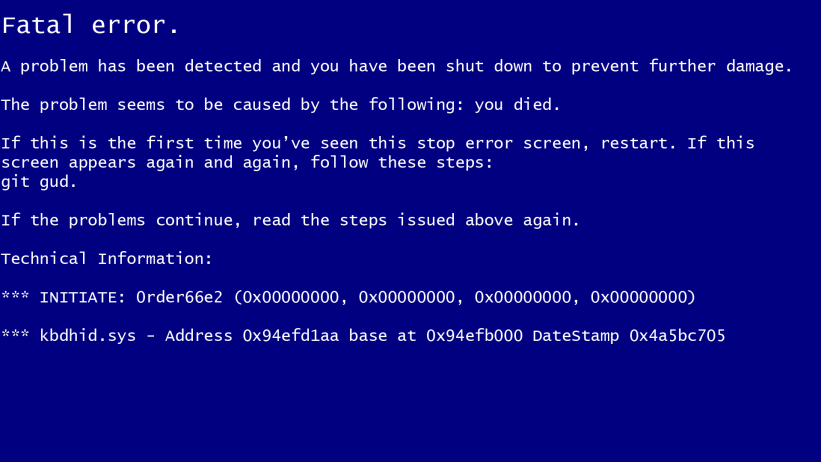 Fatal error.
A problem has been detected and you have been shut down to prevent further damage.
The problem seems to be caused by the following: you died.
If this is the first time you've seen this stop error screen, restart. If this
screen appears again and again, follow these steps:
git gud.
If the problems continue, read the steps issued above again.
Technical Information:
*** INITIATE: Order66e2 (0x00000000, 0x00000000, 0x00000000, 0x00000000)
*** kbdhid.sys – Address 0x94efd1aa base at 0x94efb000 DateStamp 0x4a5bc705